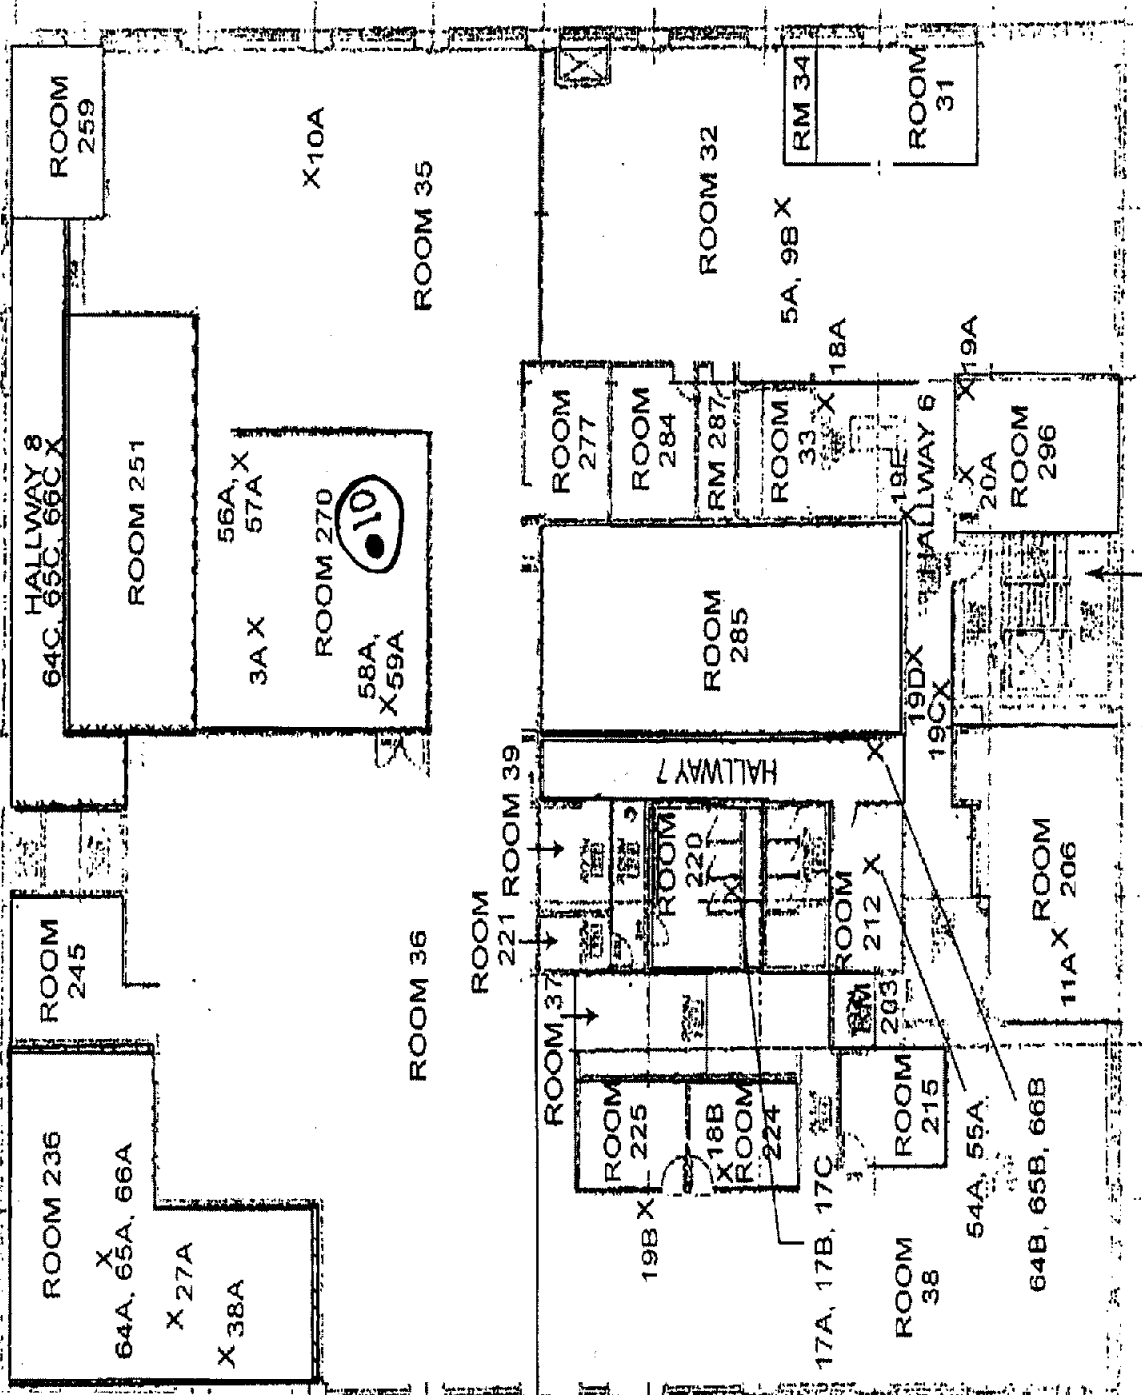 ROOM
259
X10A
ROOM 35
HALLWAY 8
64C, 65C, 66C X
ROOM 251
56A,
57A X
ROOM 270
10
3A X
58A,
X59A
ROOM
245
ROOM 36
ROOM 236
X
64A, 65A, 66A
X 27A
X 38A
RM 34
ROOM
31
ROOM 32
5A, 9B X
18A
X
19A
X
ROOM
277
ROOM
284
RM 287
ROOM
33
19E
X
HALLWAY 6
X
20A
ROOM
296
ROOM
285
19DX
19CX
HALLWAY 7
X
ROOM 39
ROOM
221
ROOM
220
X
ROOM
212 X
ROOM
206
11A X
ROOM 37
RM
203
ROOM
225
18B
X
ROOM
224
ROOM
215
19B X
17A, 17B, 17C
ROOM
38
54A, 55A
64B, 65B, 66B